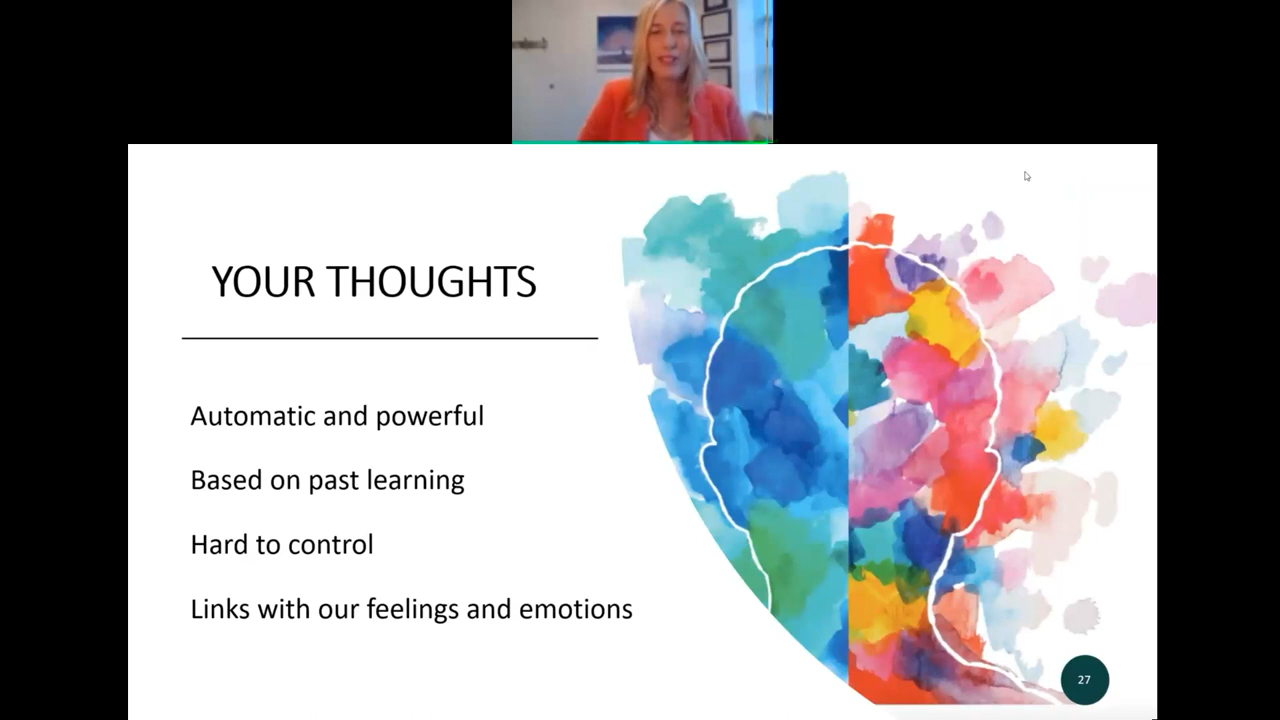 YOUR THOUGHTS
Automatic and powerful
Based on past learning
Hard to control
Links with our feelings and emotions
27